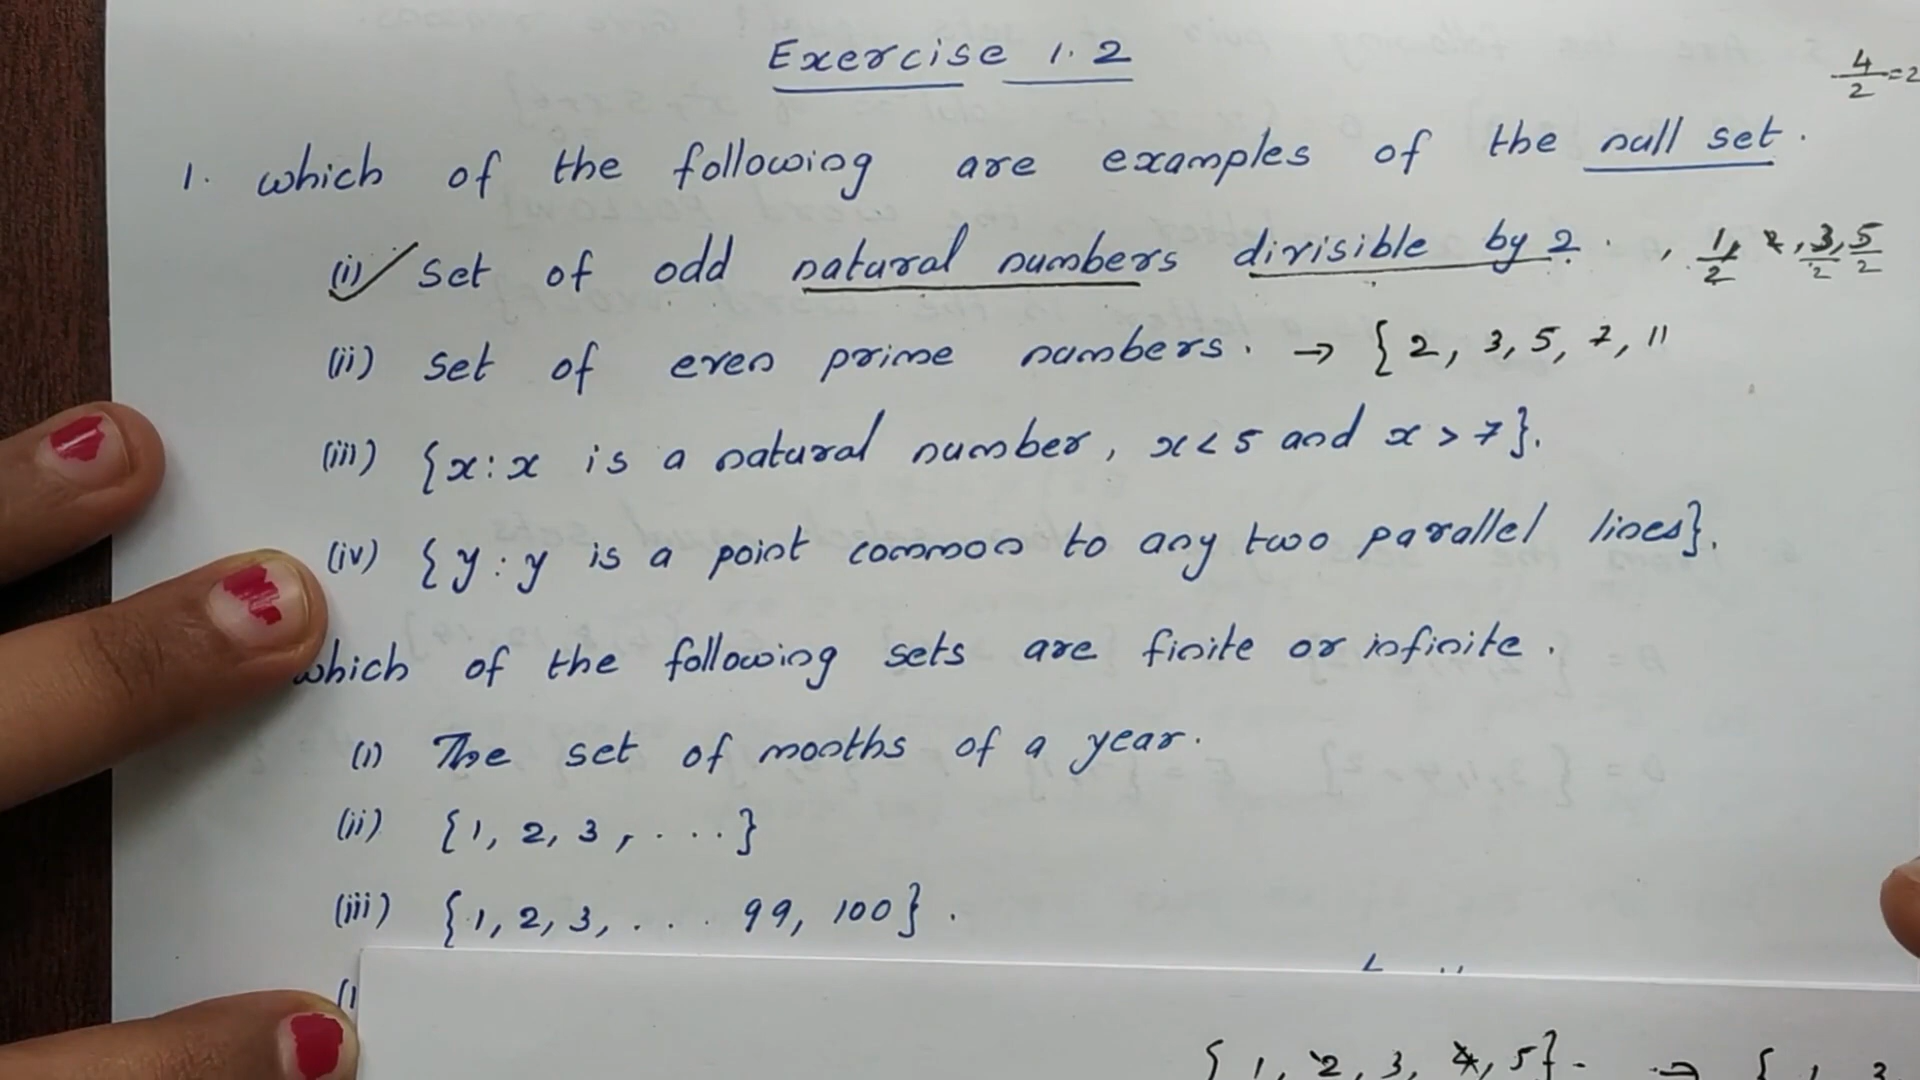 Exercise 1.2
4/2 = 2
1. which of the following are examples of the null set.
(i) set of odd natural numbers divisible by 2. , 1/2, 2, 3/2, 5/2
(ii) set of even prime numbers. → { 2, 3, 5, 7, 11
(iii) {x : x is a natural number, x < 5 and x > 7}.
(iv) {y : y is a point common to any two parallel lines}.
which of the following sets are finite or infinite.
(i) The set of months of a year.
(ii) {1, 2, 3, . . . .}
(iii) {1, 2, 3, . . . . 99, 100}.
{ 1, 2, 3, 4, 5}. → { 1, 3